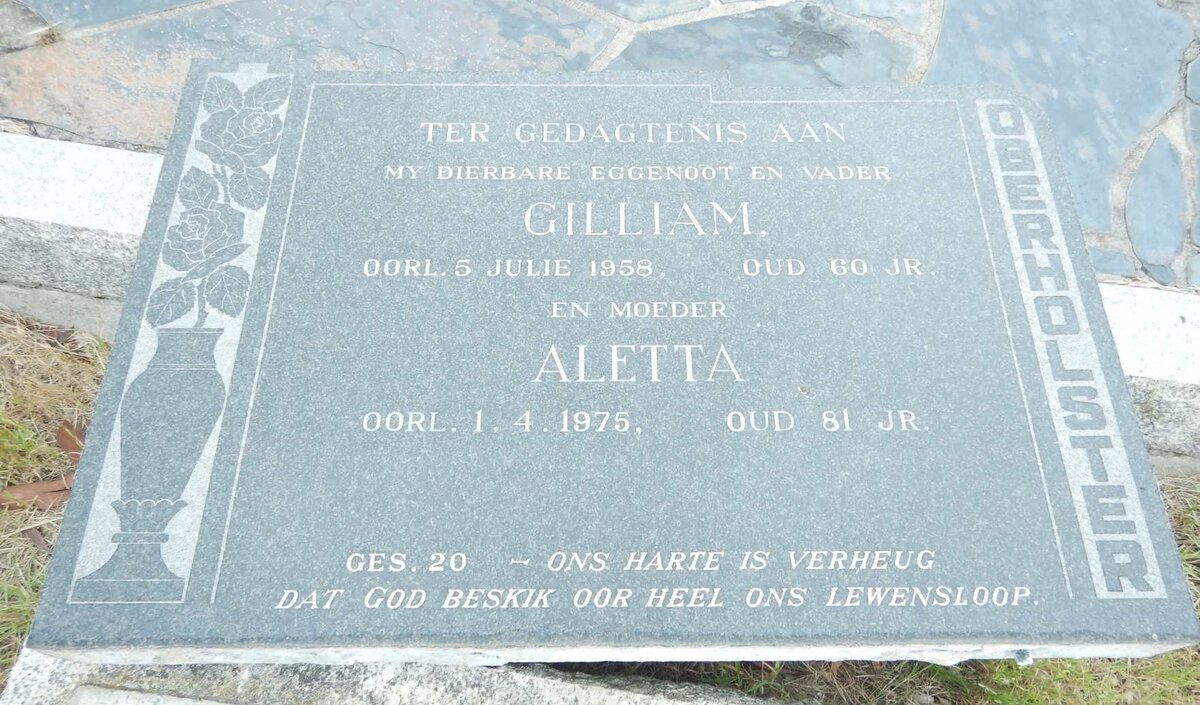 TER GEDAGTENIS AAN
MY DIERBARE EGGENOOT EN VADER
GILLIAM.
OORL. 5 JULIE 1958. OUD 60 JR.
EN MOEDER
ALETTA
OORL. 1. 4. 1975, OUD 81 JR.
GES. 20 – ONS HARTE IS VERHEUG
DAT GOD BESKIK OOR HEEL ONS LEWENSLOOP.
OBERHOLSTER